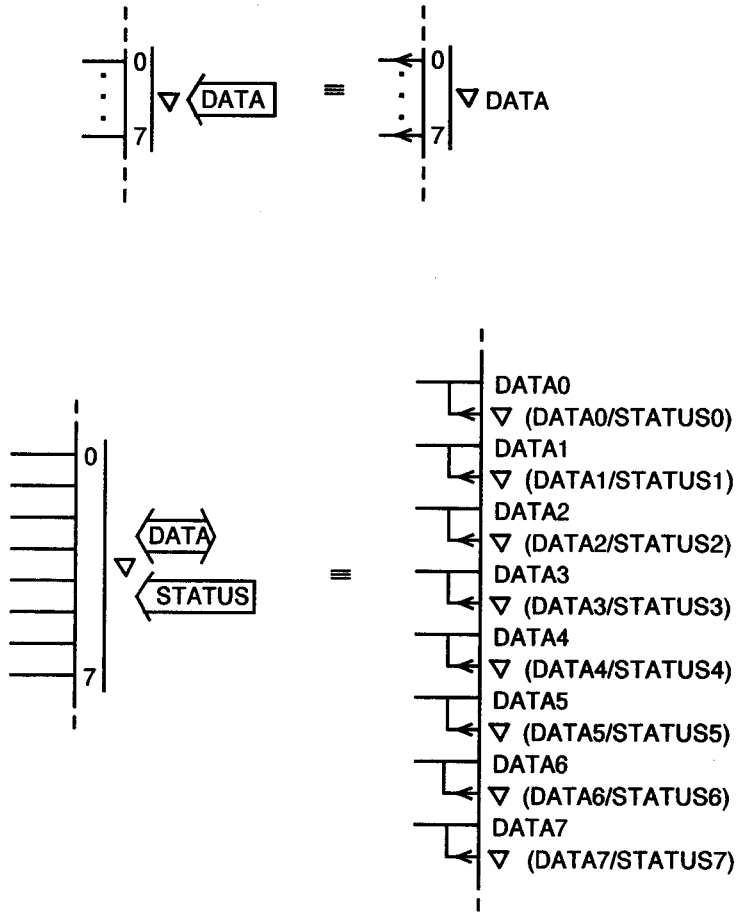 0
7
DATA
≡
0
7
DATA
0
7
DATA
STATUS
≡
DATA0
(DATA0/STATUS0)
DATA1
(DATA1/STATUS1)
DATA2
(DATA2/STATUS2)
DATA3
(DATA3/STATUS3)
DATA4
(DATA4/STATUS4)
DATA5
(DATA5/STATUS5)
DATA6
(DATA6/STATUS6)
DATA7
(DATA7/STATUS7)